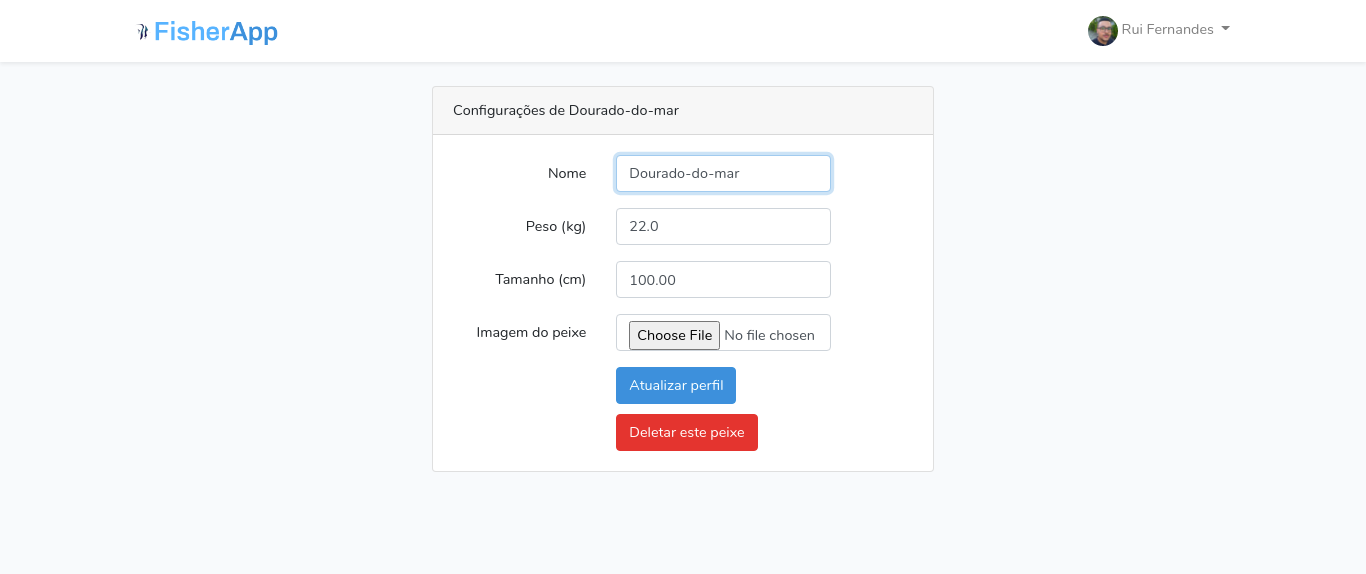 FisherApp
Rui Fernandes
Configurações de Dourado-do-mar
Nome
Dourado-do-mar
Peso (kg)
22.0
Tamanho (cm)
100.00
Imagem do peixe
Choose File No file chosen
Atualizar perfil
Deletar este peixe